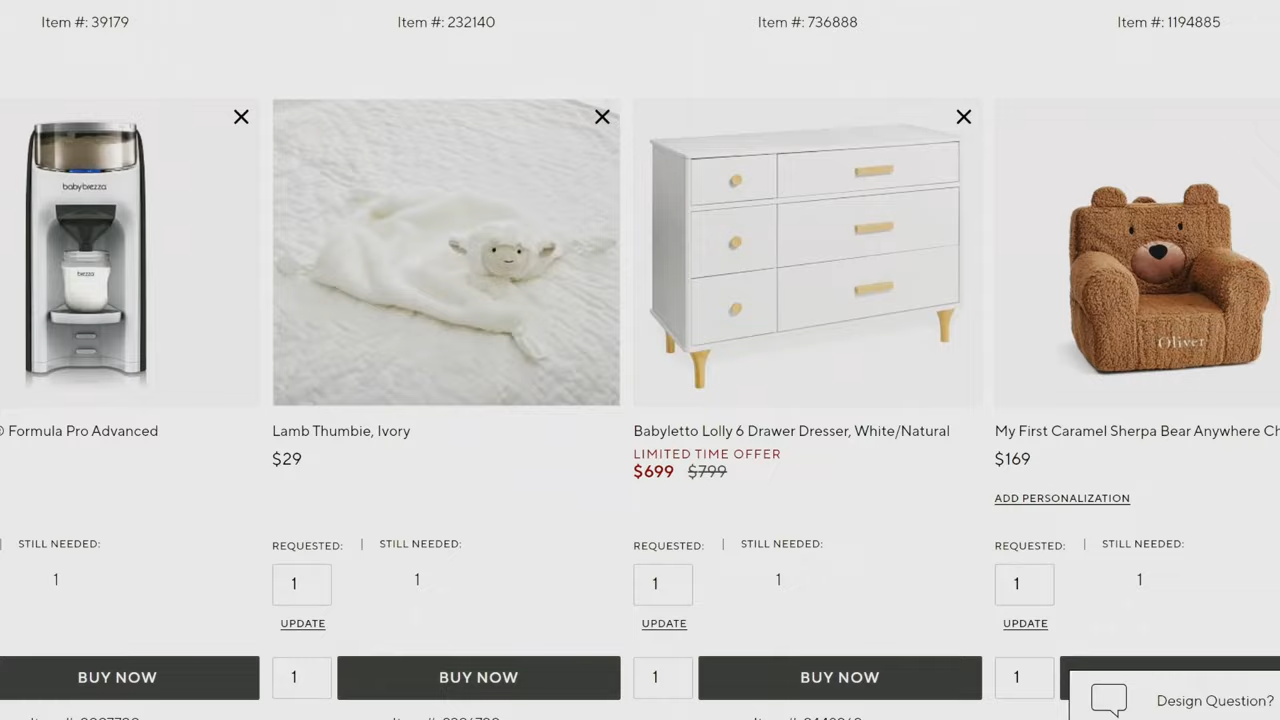 Item #: 39179
Item #: 232140
Item #: 736888
Item #: 1194885
babybrezza
brezza
Oliver
® Formula Pro Advanced
Lamb Thumbie, Ivory
$29
Babyletto Lolly 6 Drawer Dresser, White/Natural
LIMITED TIME OFFER
$699 $799
My First Caramel Sherpa Bear Anywhere Ch
$169
ADD PERSONALIZATION
| STILL NEEDED:
1
REQUESTED: | STILL NEEDED:
1 1
UPDATE
REQUESTED: | STILL NEEDED:
1 1
UPDATE
REQUESTED: | STILL NEEDED:
1 1
UPDATE
BUY NOW
1 BUY NOW
1 BUY NOW
1
Design Question?